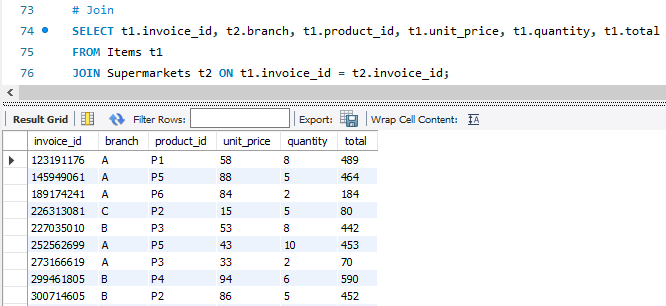 73 # Join
74 SELECT t1.invoice_id, t2.branch, t1.product_id, t1.unit_price, t1.quantity, t1.total
75 FROM Items t1
76 JOIN Supermarkets t2 ON t1.invoice_id = t2.invoice_id;
Result Grid Filter Rows: Export: Wrap Cell Content: IA
invoice_id branch product_id unit_price quantity total
123191176 A P1 58 8 489
145949061 A P5 88 5 464
189174241 A P6 84 2 184
226313081 C P2 15 5 80
227035010 B P3 53 8 442
252562699 A P5 43 10 453
273166619 A P3 33 2 70
299461805 B P4 94 6 590
300714605 B P2 86 5 452